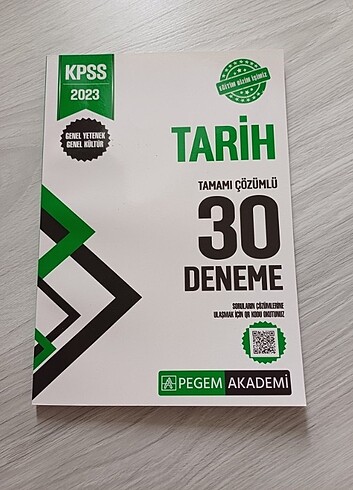 KPSS
2023
GENEL YETENEK
GENEL KÜLTÜR
EĞİTİM BİZİM İŞİMİZ
TARİH
TAMAMI ÇÖZÜMLÜ
30
DENEME
SORULARIN ÇÖZÜMLERİNE
ULAŞMAK İÇİN QR KODU OKUTUNUZ
PEGEM AKADEMİ